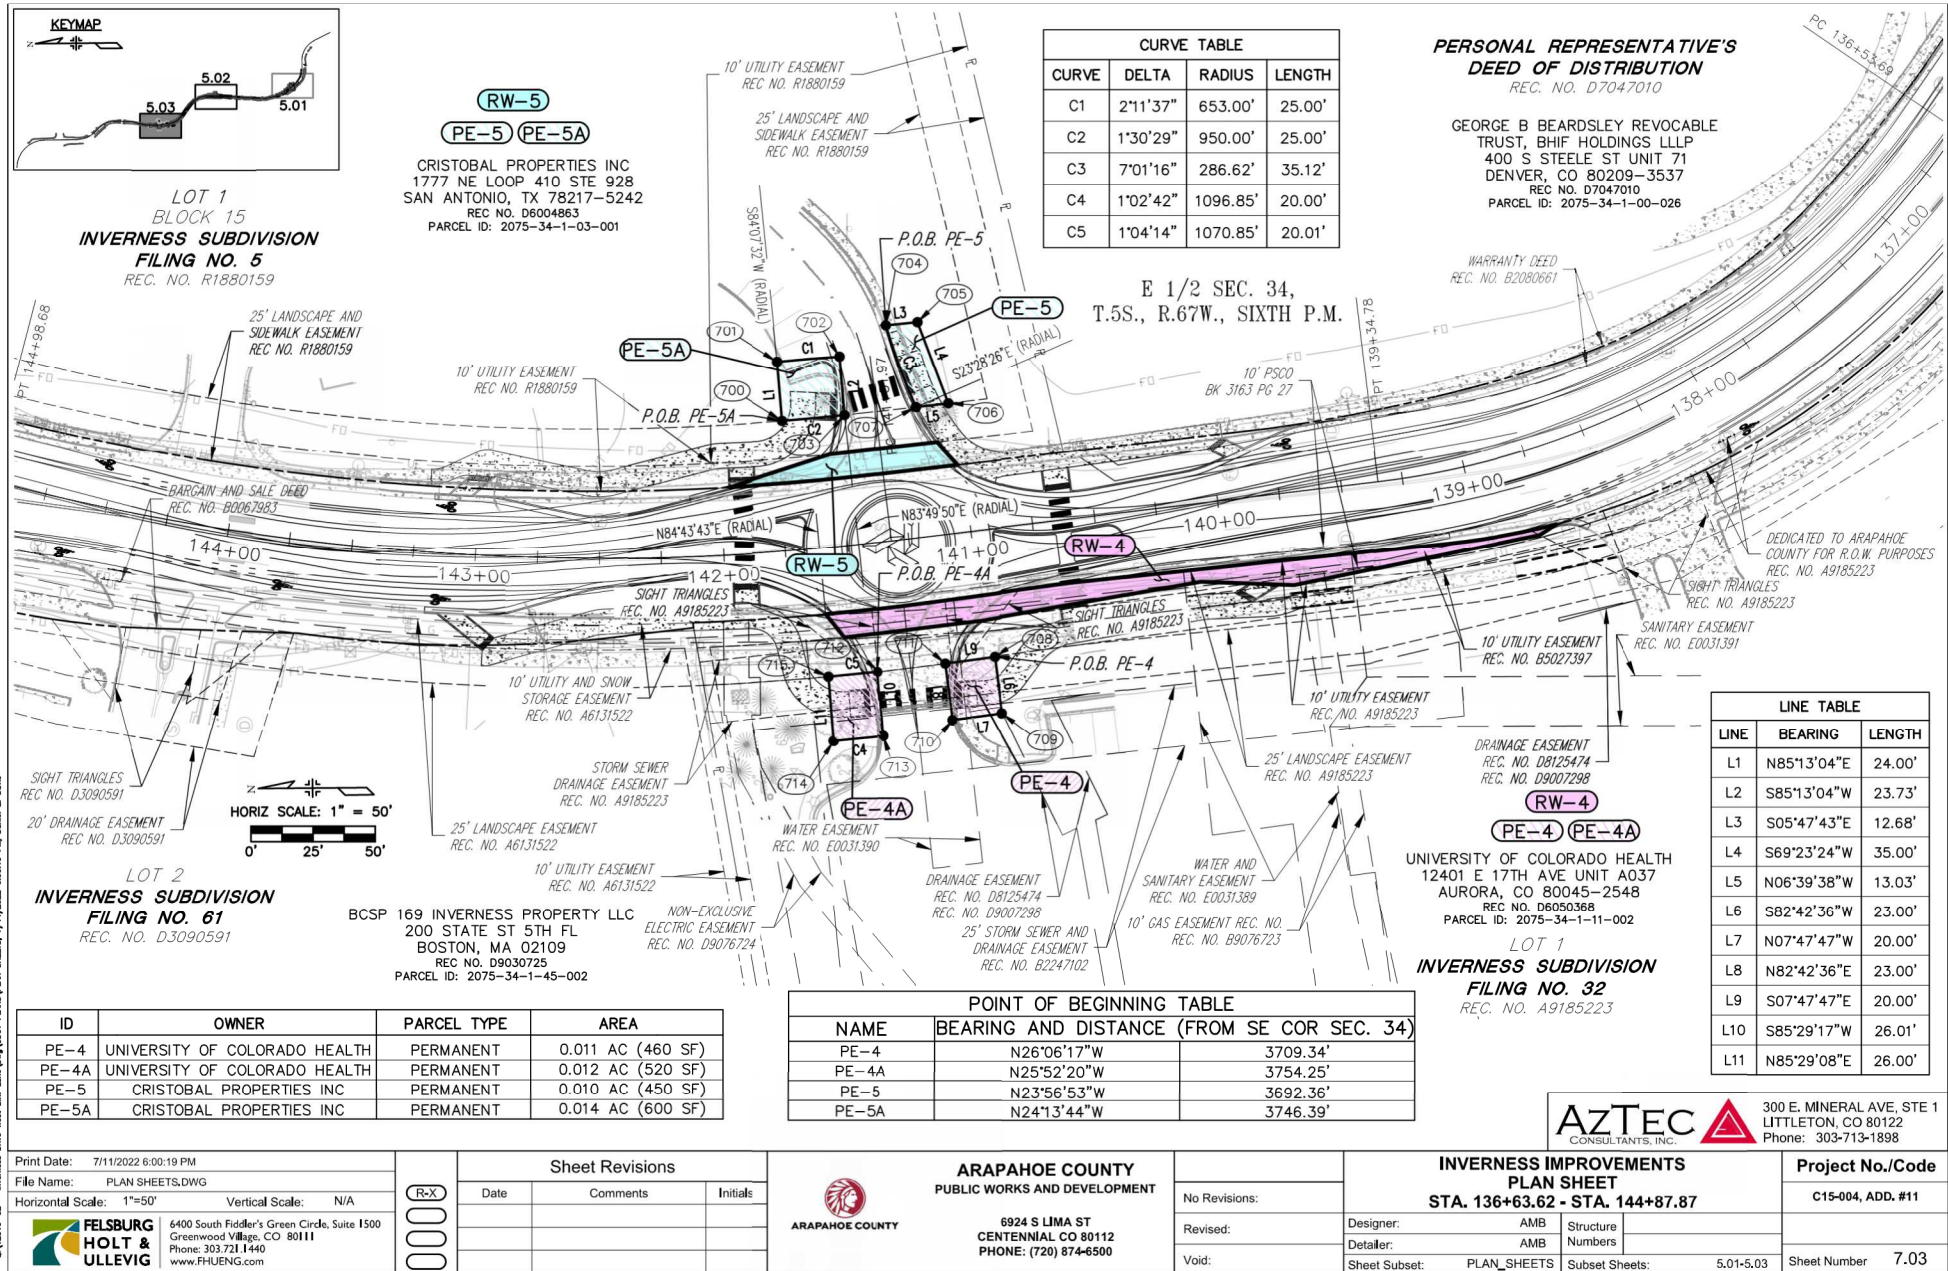 KEYMAP
N
5.03
5.02
5.01
LOT 1
BLOCK 15
INVERNESS SUBDIVISION
FILING NO. 5
REC. NO. R1880159
RW-5
PE-5 PE-5A
CRISTOBAL PROPERTIES INC
1777 NE LOOP 410 STE 928
SAN ANTONIO, TX 78217-5242
REC NO. D6004863
PARCEL ID: 2075-34-1-03-001
10' UTILITY EASEMENT
REC NO. R1880159
25' LANDSCAPE AND
SIDEWALK EASEMENT
REC NO. R1880159
CURVE TABLE
CURVE DELTA RADIUS LENGTH
C1 2°11'37" 653.00' 25.00'
C2 1°30'29" 950.00' 25.00'
C3 7°01'16" 286.62' 35.12'
C4 1°02'42" 1096.85' 20.00'
C5 1°04'14" 1070.85' 20.01'
E 1/2 SEC. 34,
T.5S., R.67W., SIXTH P.M.
PERSONAL REPRESENTATIVE'S
DEED OF DISTRIBUTION
REC. NO. D7047010
GEORGE B BEARDSLEY REVOCABLE
TRUST, BHIF HOLDINGS LLLP
400 S STEELE ST UNIT 71
DENVER, CO 80209-3537
REC NO. D7047010
PARCEL ID: 2075-34-1-00-026
PC 136+53.69
137+00
WARRANTY DEED
REC. NO. B2080661
PT 144+98.68
25' LANDSCAPE AND
SIDEWALK EASEMENT
REC NO. R1880159
10' UTILITY EASEMENT
REC NO. R1880159
S84°07'32"W (RADIAL)
P.O.B. PE-5
704
705
PE-5
701
702
C1
L3
L4
C3
PE-5A
L1
L2
700
P.O.B. PE-5A
C2
703
707
L5
706
S23°28'26"E (RADIAL)
PT 139+34.78
10' PSCO
BK 3163 PG 27
138+00
139+00
140+00
BARGAIN AND SALE DEED
REC. NO. B0067983
144+00
143+00
142+00
141+00
N84°43'43"E (RADIAL)
N83°49'50"E (RADIAL)
RW-5
RW-4
P.O.B. PE-4A
SIGHT TRIANGLES
REC. NO. A9185223
SIGHT TRIANGLES
REC. NO. A9185223
DEDICATED TO ARAPAHOE
COUNTY FOR R.O.W. PURPOSES
REC. NO. A9185223
SIGHT TRIANGLES
REC. NO. A9185223
SANITARY EASEMENT
REC. NO. E0031391
10' UTILITY EASEMENT
REC. NO. B5027397
10' UTILITY EASEMENT
REC. NO. A9185223
712
711
708
715
C5
L9
P.O.B. PE-4
L10
L8
L6
L11
C4
L7
710
709
714
713
PE-4A
PE-4
10' UTILITY AND SNOW
STORAGE EASEMENT
REC. NO. A6131522
STORM SEWER
DRAINAGE EASEMENT
REC. NO. A9185223
25' LANDSCAPE EASEMENT
REC. NO. A9185223
DRAINAGE EASEMENT
REC. NO. D8125474
REC. NO. D9007298
SIGHT TRIANGLES
REC NO. D3090591
20' DRAINAGE EASEMENT
REC NO. D3090591
N
HORIZ SCALE: 1" = 50'
0' 25' 50'
25' LANDSCAPE EASEMENT
REC. NO. A6131522
WATER EASEMENT
REC. NO. E0031390
10' UTILITY EASEMENT
REC. NO. A6131522
DRAINAGE EASEMENT
REC. NO. D8125474
REC. NO. D9007298
WATER AND
SANITARY EASEMENT
REC. NO. E0031389
LOT 2
INVERNESS SUBDIVISION
FILING NO. 61
REC. NO. D3090591
BCSP 169 INVERNESS PROPERTY LLC
200 STATE ST 5TH FL
BOSTON, MA 02109
REC NO. D9030725
PARCEL ID: 2075-34-1-45-002
NON-EXCLUSIVE
ELECTRIC EASEMENT
REC. NO. D9076724
25' STORM SEWER AND
DRAINAGE EASEMENT
REC. NO. B2247102
10' GAS EASEMENT REC. NO.
REC. NO. B9076723
RW-4
PE-4 PE-4A
UNIVERSITY OF COLORADO HEALTH
12401 E 17TH AVE UNIT A037
AURORA, CO 80045-2548
REC NO. D6050368
PARCEL ID: 2075-34-1-11-002
LOT 1
INVERNESS SUBDIVISION
FILING NO. 32
REC. NO. A9185223
LINE TABLE
LINE BEARING LENGTH
L1 N85°13'04"E 24.00'
L2 S85°13'04"W 23.73'
L3 S05°47'43"E 12.68'
L4 S69°23'24"W 35.00'
L5 N06°39'38"W 13.03'
L6 S82°42'36"W 23.00'
L7 N07°47'47"W 20.00'
L8 N82°42'36"E 23.00'
L9 S07°47'47"E 20.00'
L10 S85°29'17"W 26.01'
L11 N85°29'08"E 26.00'
ID OWNER PARCEL TYPE AREA
PE-4 UNIVERSITY OF COLORADO HEALTH PERMANENT 0.011 AC (460 SF)
PE-4A UNIVERSITY OF COLORADO HEALTH PERMANENT 0.012 AC (520 SF)
PE-5 CRISTOBAL PROPERTIES INC PERMANENT 0.010 AC (450 SF)
PE-5A CRISTOBAL PROPERTIES INC PERMANENT 0.014 AC (600 SF)
POINT OF BEGINNING TABLE
NAME BEARING AND DISTANCE (FROM SE COR SEC. 34)
PE-4 N26°06'17"W 3709.34'
PE-4A N25°52'20"W 3754.25'
PE-5 N23°56'53"W 3692.36'
PE-5A N24°13'44"W 3746.39'
AZTEC
CONSULTANTS, INC.
300 E. MINERAL AVE, STE 1
LITTLETON, CO 80122
Phone: 303-713-1898
Print Date: 7/11/2022 6:00:19 PM
File Name: PLAN SHEETS.DWG
Horizontal Scale: 1"=50' Vertical Scale: N/A
FELSBURG
HOLT &
ULLEVIG
6400 South Fiddler's Green Circle, Suite 1500
Greenwood Village, CO 80111
Phone: 303.721.1440
www.FHUENG.com
R-X
Sheet Revisions
Date Comments Initials
ARAPAHOE COUNTY
ARAPAHOE COUNTY
PUBLIC WORKS AND DEVELOPMENT
6924 S LIMA ST
CENTENNIAL CO 80112
PHONE: (720) 874-6500
No Revisions:
Revised:
Void:
INVERNESS IMPROVEMENTS
PLAN SHEET
STA. 136+63.62 - STA. 144+87.87
Designer: AMB
Detailer: AMB
Structure
Numbers
Sheet Subset: PLAN_SHEETS
Subset Sheets: 5.01-5.03
Project No./Code
C15-004, ADD. #11
Sheet Number 7.03